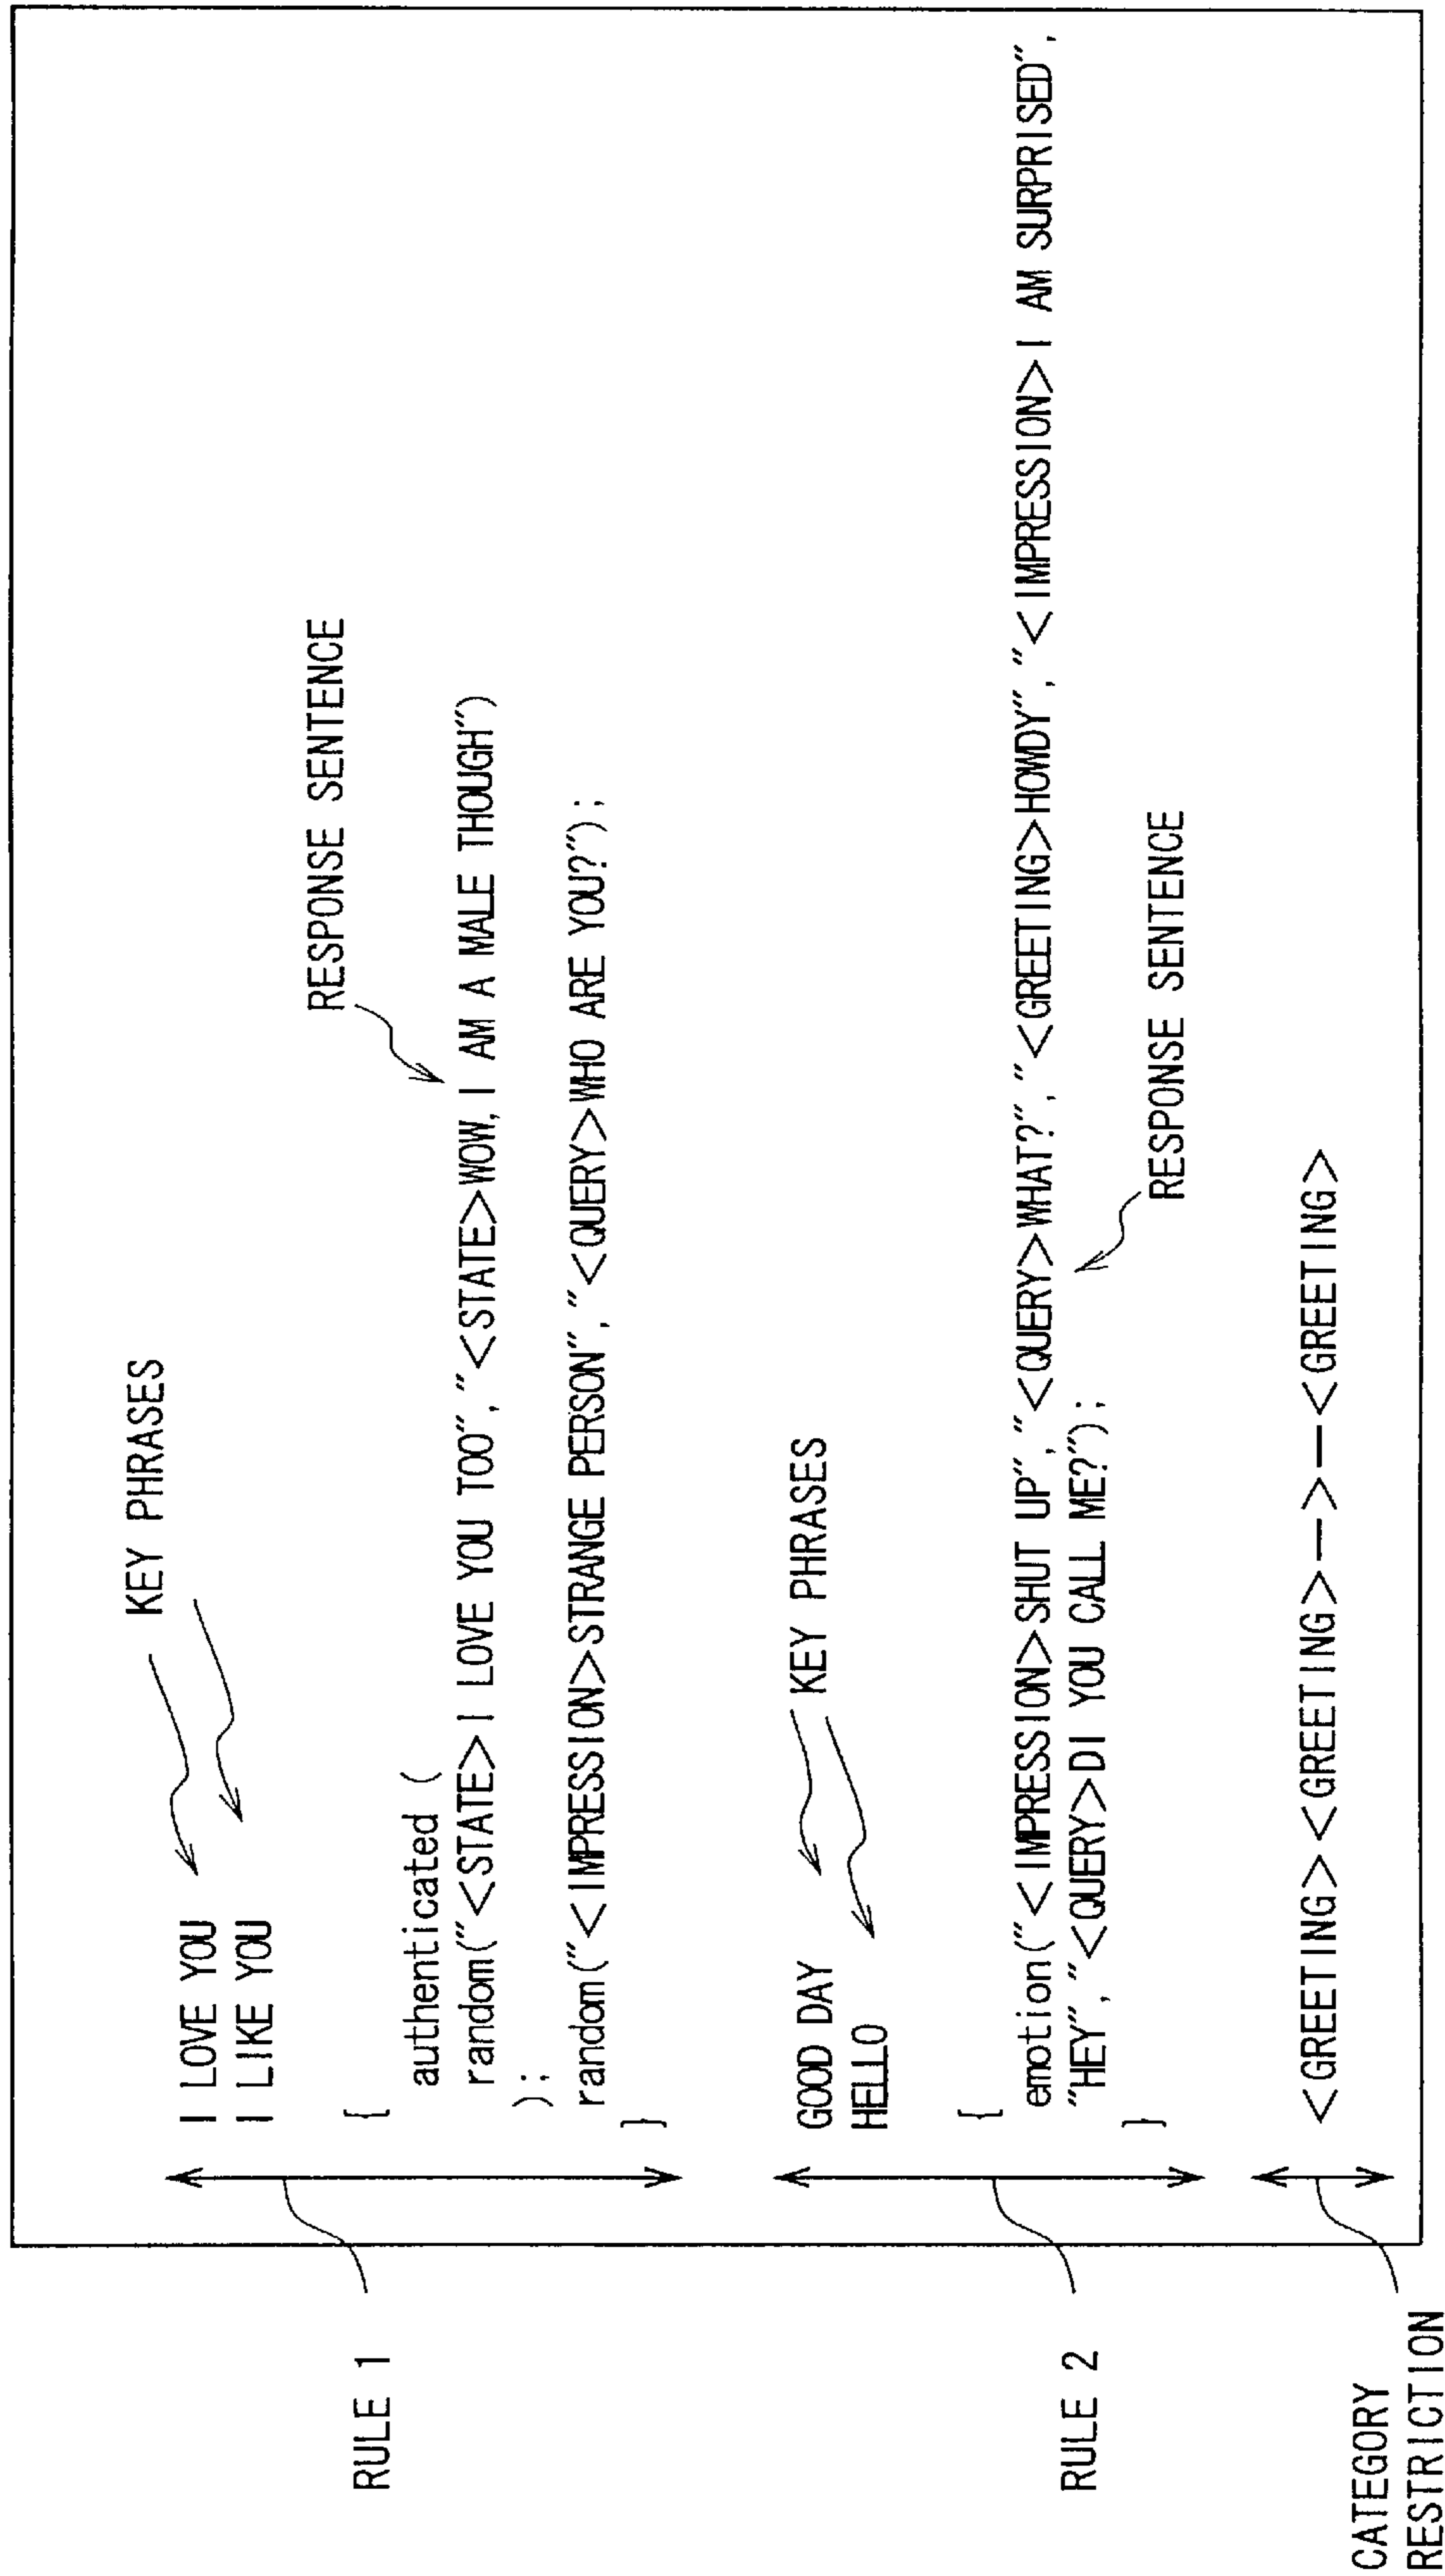 KEY PHRASES
I LOVE YOU
I LIKE YOU
RESPONSE SENTENCE
RULE 1
{
authenticated (
random("<STATE>I LOVE YOU TOO", "<STATE>WOW, I AM A MALE THOUGH")
);
random("<IMPRESSION>STRANGE PERSON", "<QUERY>WHO ARE YOU?");
}
KEY PHRASES
GOOD DAY
HELLO
RULE 2
{
emotion("<IMPRESSION>SHUT UP", "<QUERY>WHAT?", "<GREETING>HOWDY", "<IMPRESSION>I AM SURPRISED",
"HEY", "<QUERY>DI YOU CALL ME?");
}
RESPONSE SENTENCE
<GREETING><GREETING>—>—<GREETING>
CATEGORY
RESTRICTION